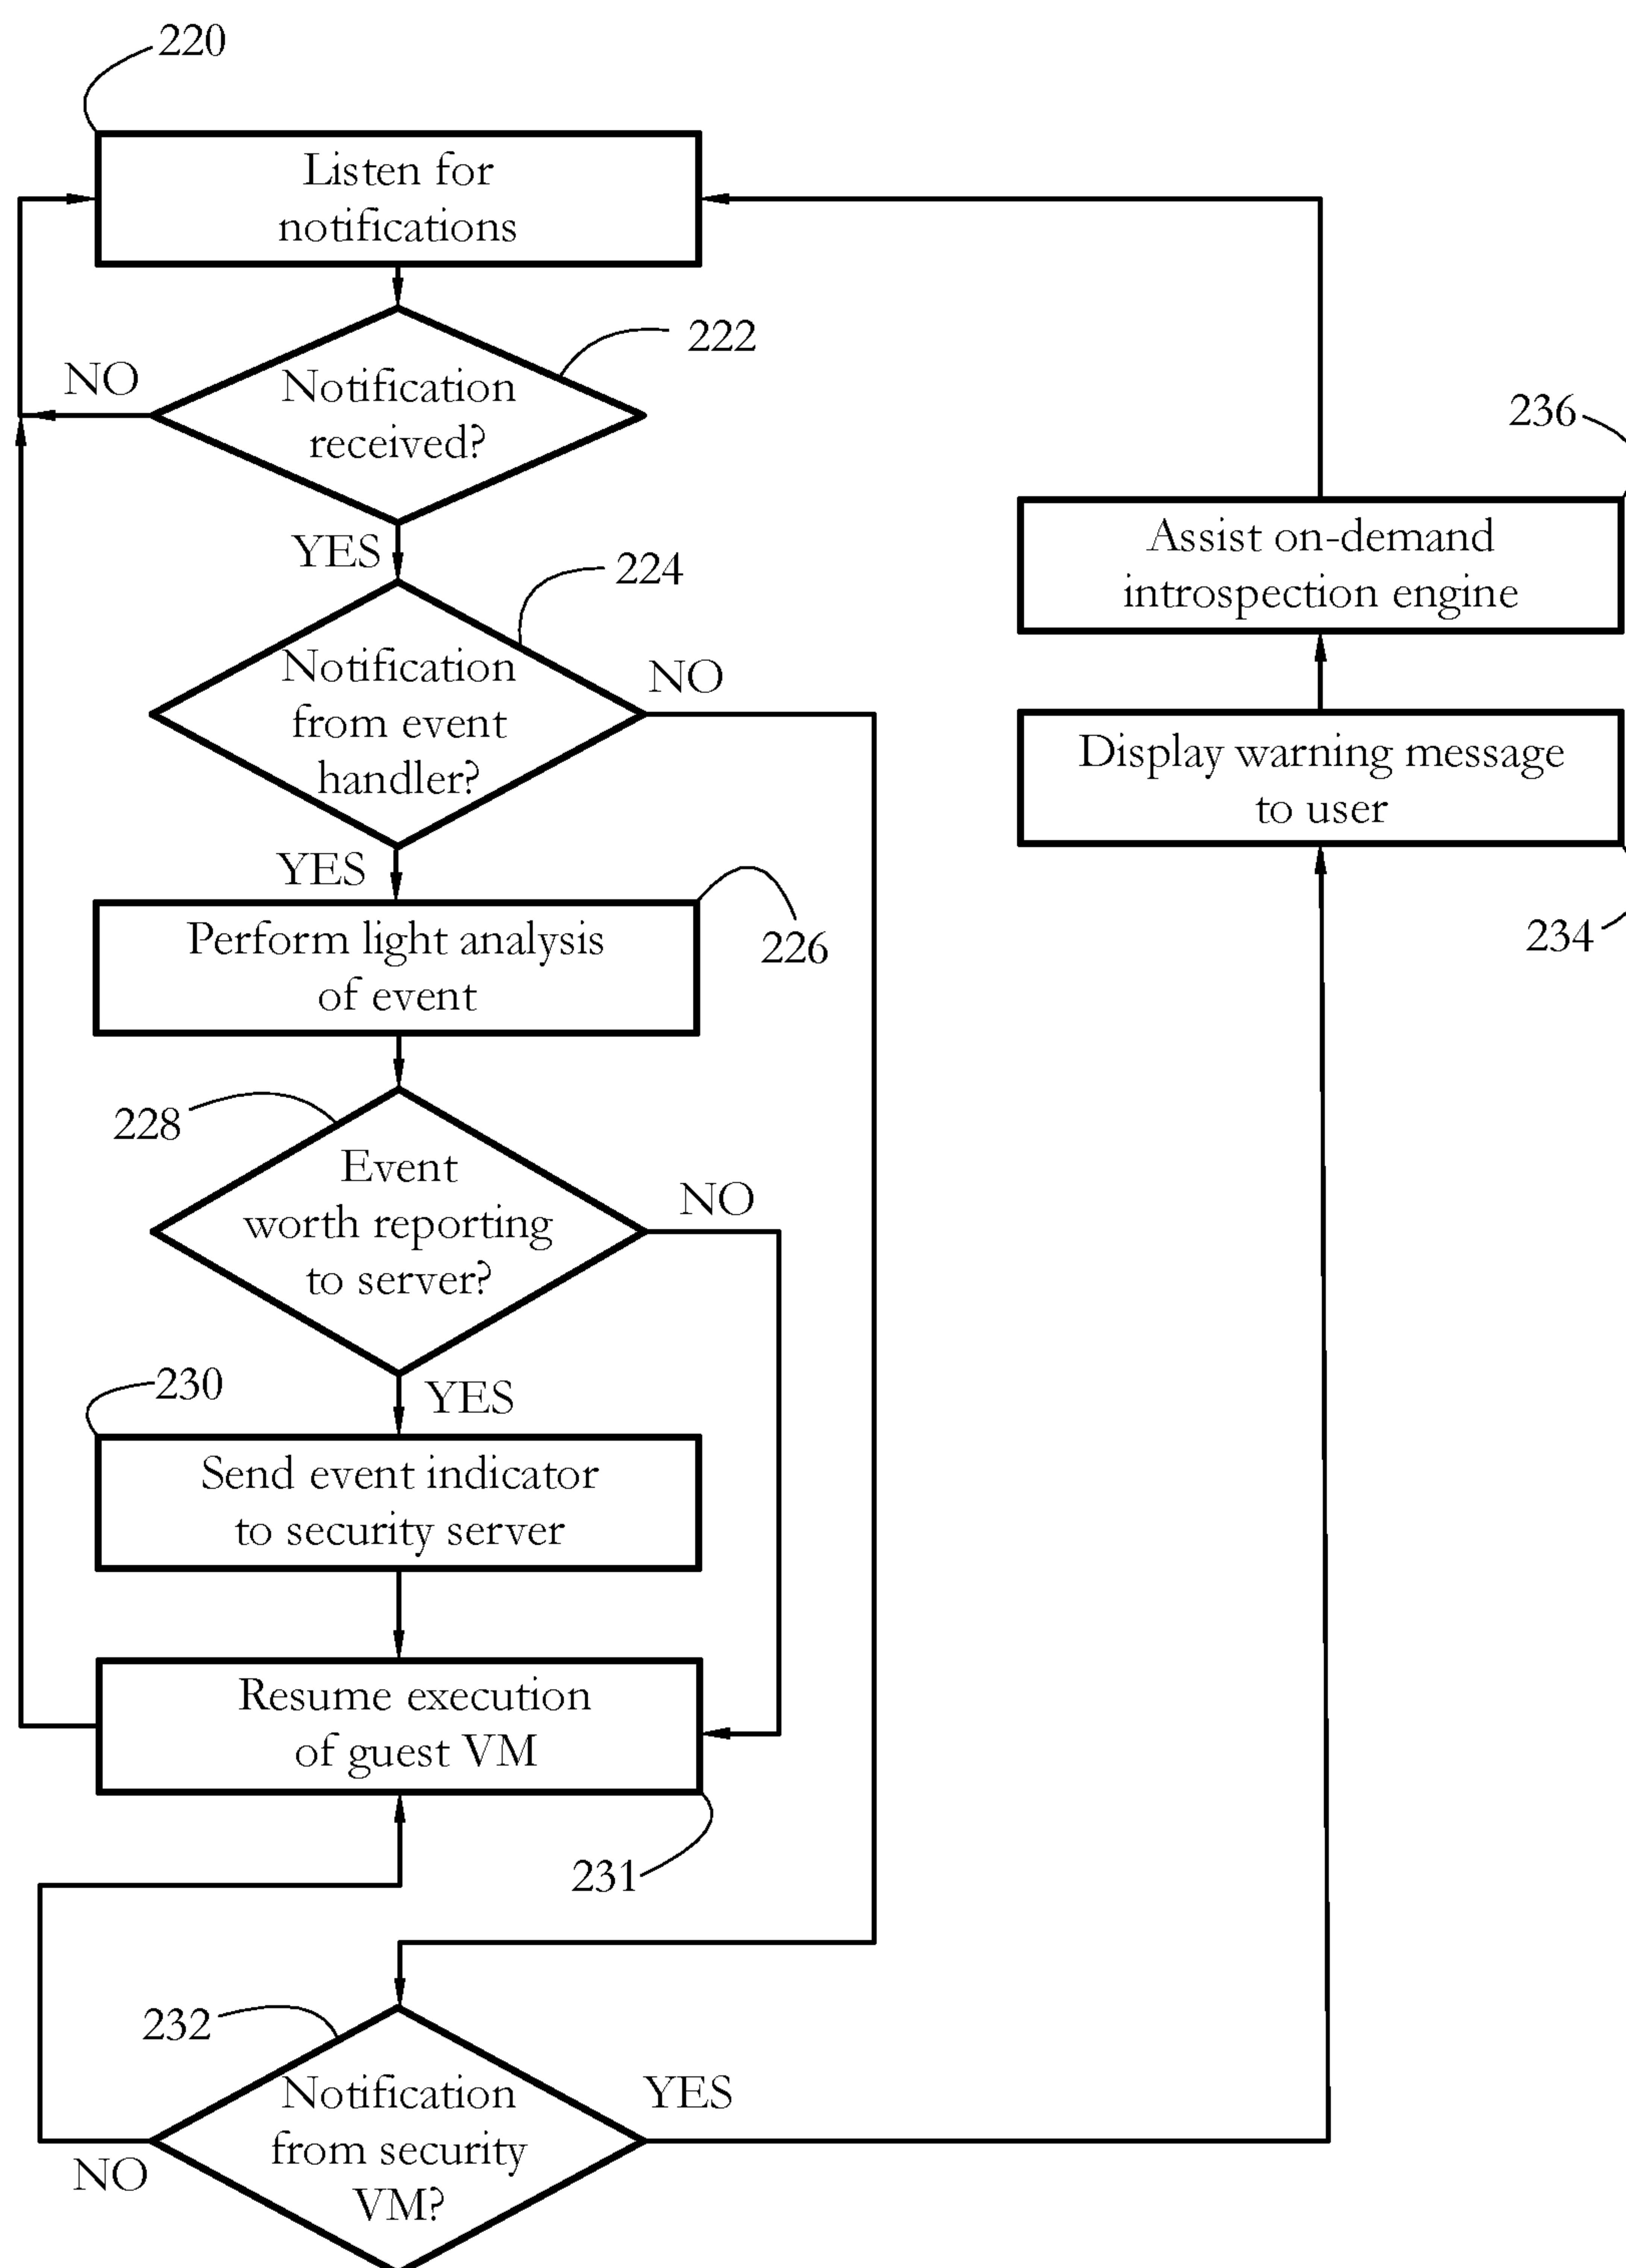 220
Listen for
notifications
222
NO
Notification
received?
YES
224
Notification
from event
handler?
NO
YES
Perform light analysis
of event
226
228
Event
worth reporting
to server?
NO
230
YES
Send event indicator
to security server
Resume execution
of guest VM
231
232
Notification
from security
VM?
YES
NO
236
Assist on-demand
introspection engine
Display warning message
to user
234